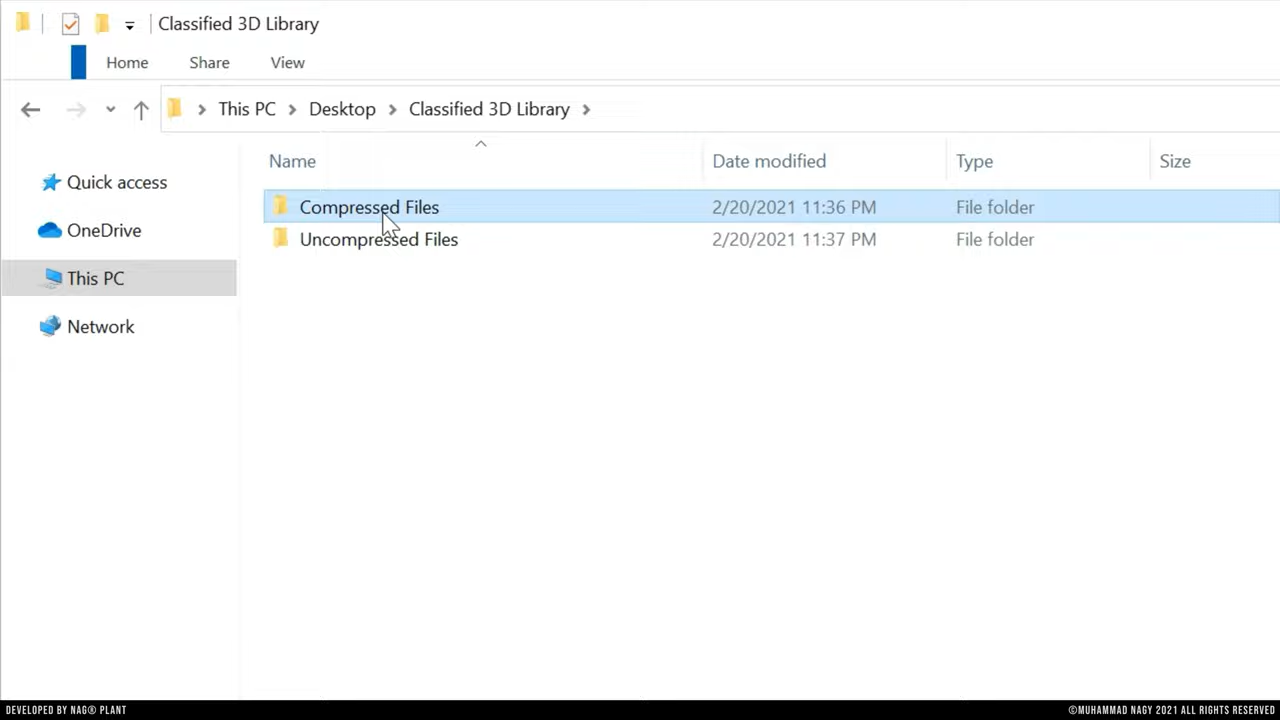 Classified 3D Library
Home Share View
This PC Desktop Classified 3D Library
Name Date modified Type Size
Quick access
OneDrive
This PC
Network
Compressed Files 2/20/2021 11:36 PM File folder
Uncompressed Files 2/20/2021 11:37 PM File folder
DEVELOPED BY NAG® PLANT
©MUHAMMAD NAGY 2021 ALL RIGHTS RESERVED